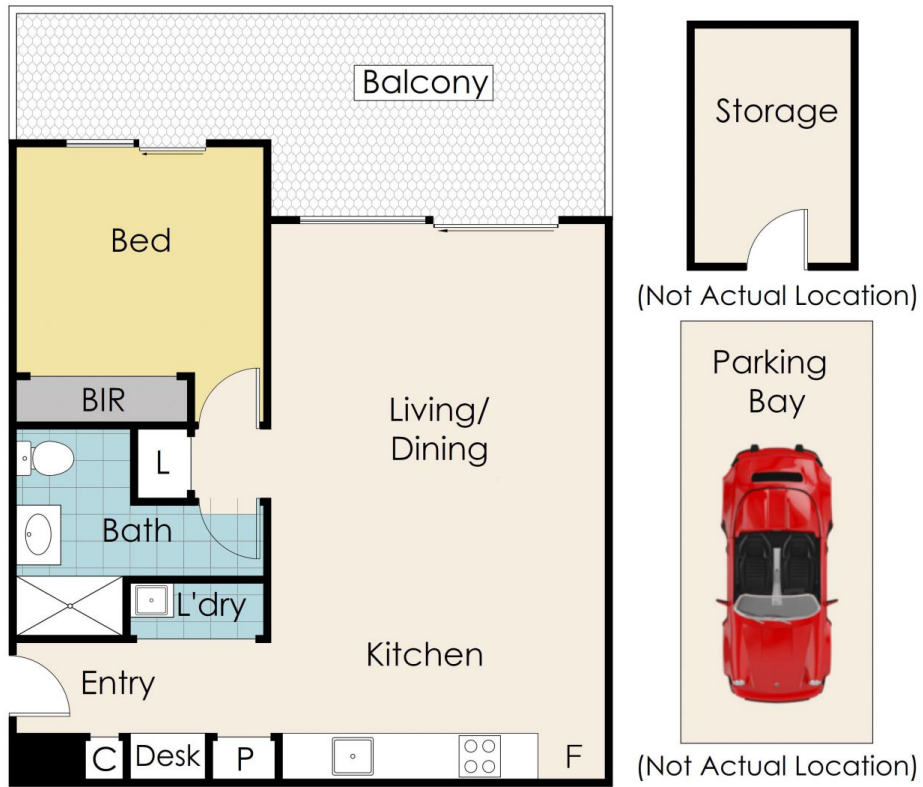 Balcony
Storage
Bed
(Not Actual Location)
Parking
Bay
BIR
Living/
Dining
L
Bath
L'dry
Kitchen
Entry
C
Desk
P
F
(Not Actual Location)